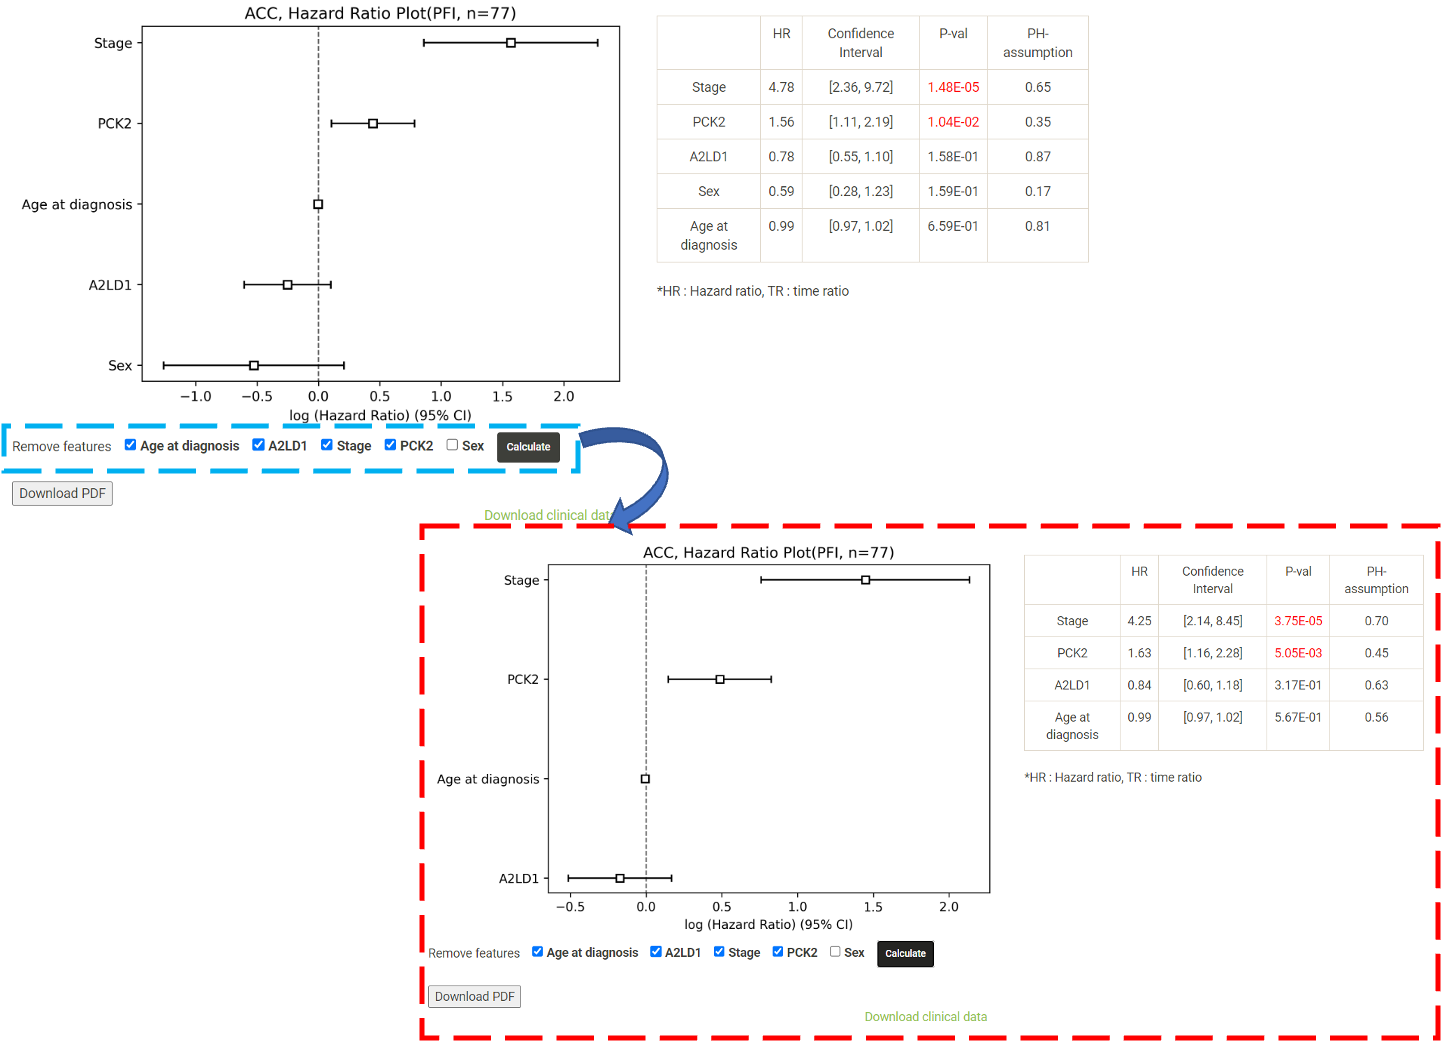 ACC, Hazard Ratio Plot(PFI, n=77)
Stage
PCK2
Age at diagnosis
A2LD1
Sex
−1.0 −0.5 0.0 0.5 1.0 1.5 2.0
log (Hazard Ratio) (95% CI)
HR Confidence Interval P-val PH-assumption
Stage 4.78 [2.36, 9.72] 1.48E-05 0.65
PCK2 1.56 [1.11, 2.19] 1.04E-02 0.35
A2LD1 0.78 [0.55, 1.10] 1.58E-01 0.87
Sex 0.59 [0.28, 1.23] 1.59E-01 0.17
Age at diagnosis 0.99 [0.97, 1.02] 6.59E-01 0.81
*HR : Hazard ratio, TR : time ratio
Remove features Age at diagnosis A2LD1 Stage PCK2 Sex Calculate
Download PDF
Download clinical data
ACC, Hazard Ratio Plot(PFI, n=77)
Stage
PCK2
Age at diagnosis
A2LD1
−0.5 0.0 0.5 1.0 1.5 2.0
log (Hazard Ratio) (95% CI)
HR Confidence Interval P-val PH-assumption
Stage 4.25 [2.14, 8.45] 3.75E-05 0.70
PCK2 1.63 [1.16, 2.28] 5.05E-03 0.45
A2LD1 0.84 [0.60, 1.18] 3.17E-01 0.63
Age at diagnosis 0.99 [0.97, 1.02] 5.67E-01 0.56
*HR : Hazard ratio, TR : time ratio
Remove features Age at diagnosis A2LD1 Stage PCK2 Sex Calculate
Download PDF
Download clinical data